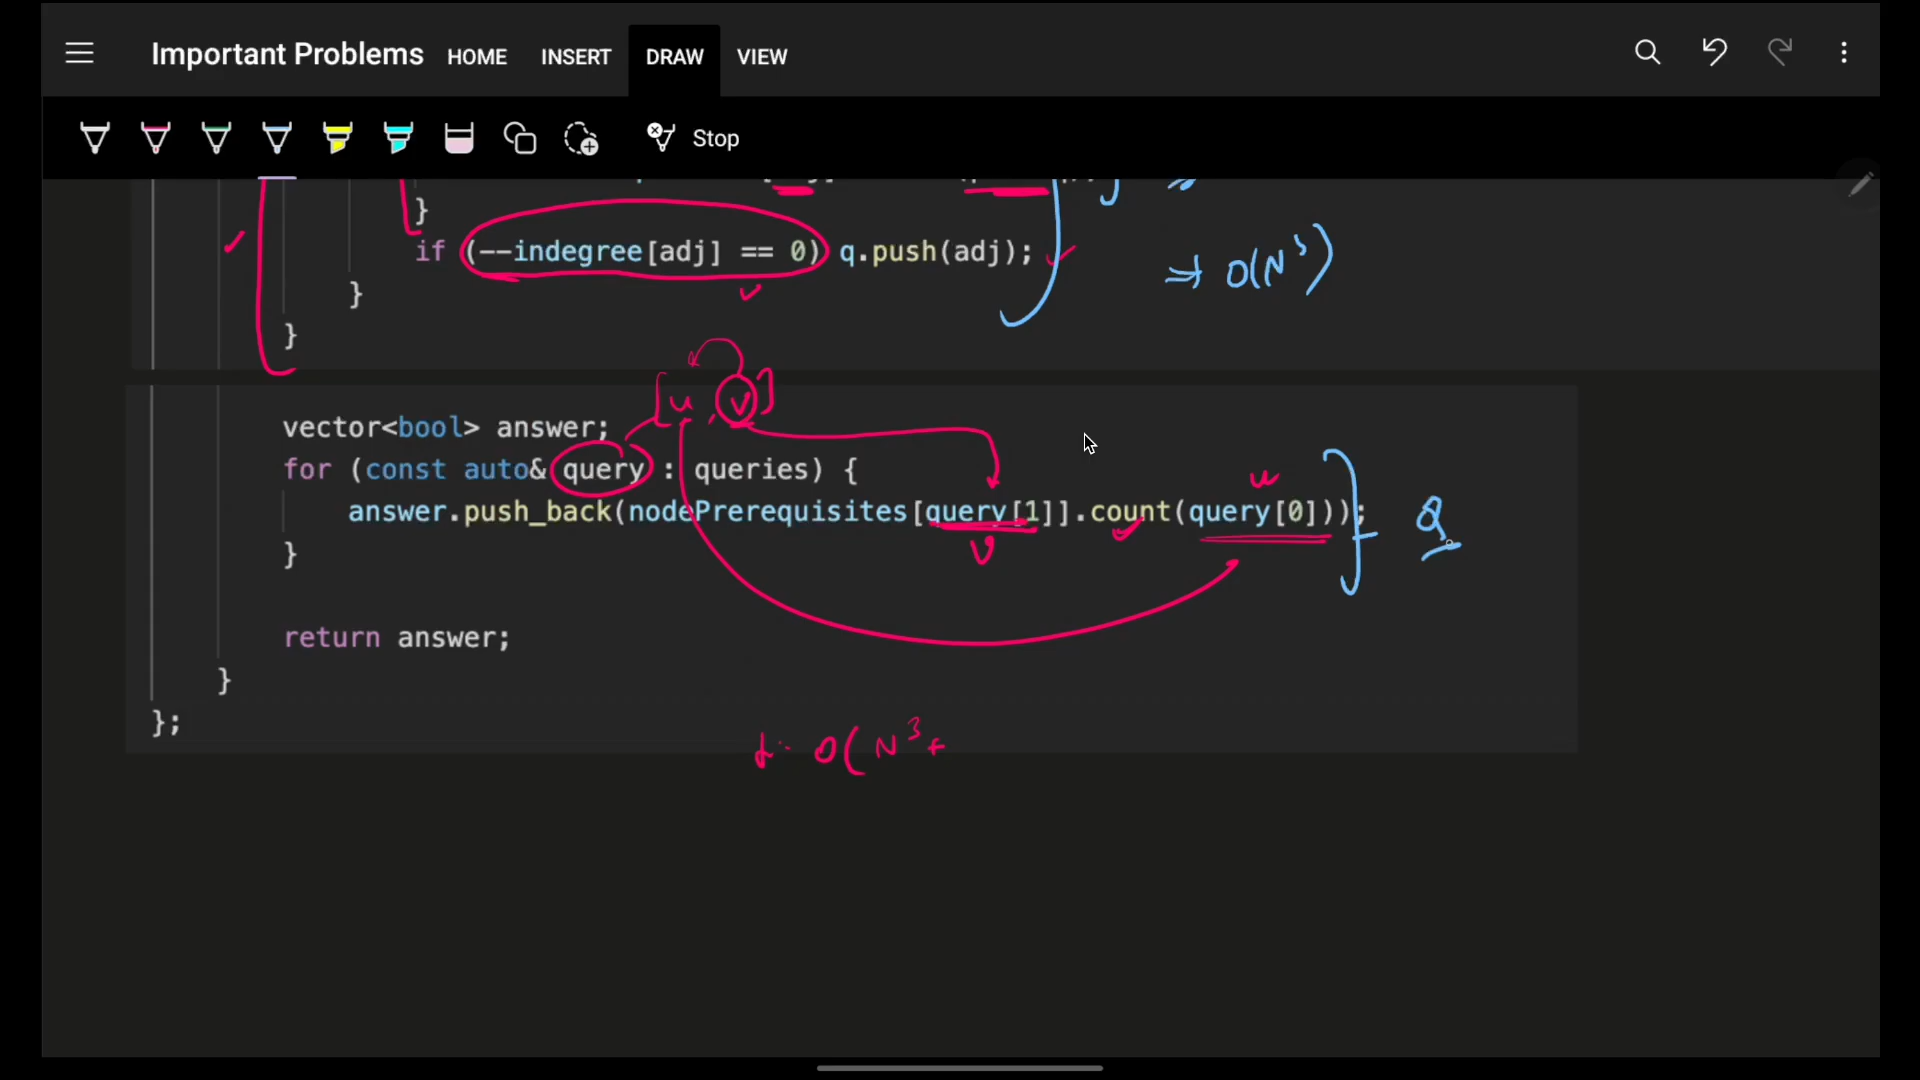 Important Problems HOME INSERT DRAW VIEW
Stop
}
if (--indegree[adj] == 0) q.push(adj);
⇒ O(N³)
}
}
[u, v]
vector<bool> answer;
for (const auto& query : queries) {
u
answer.push_back(nodePrerequisites[query[1]].count(query[0]));
Q
v
}
return answer;
}
};
t: O(N³+